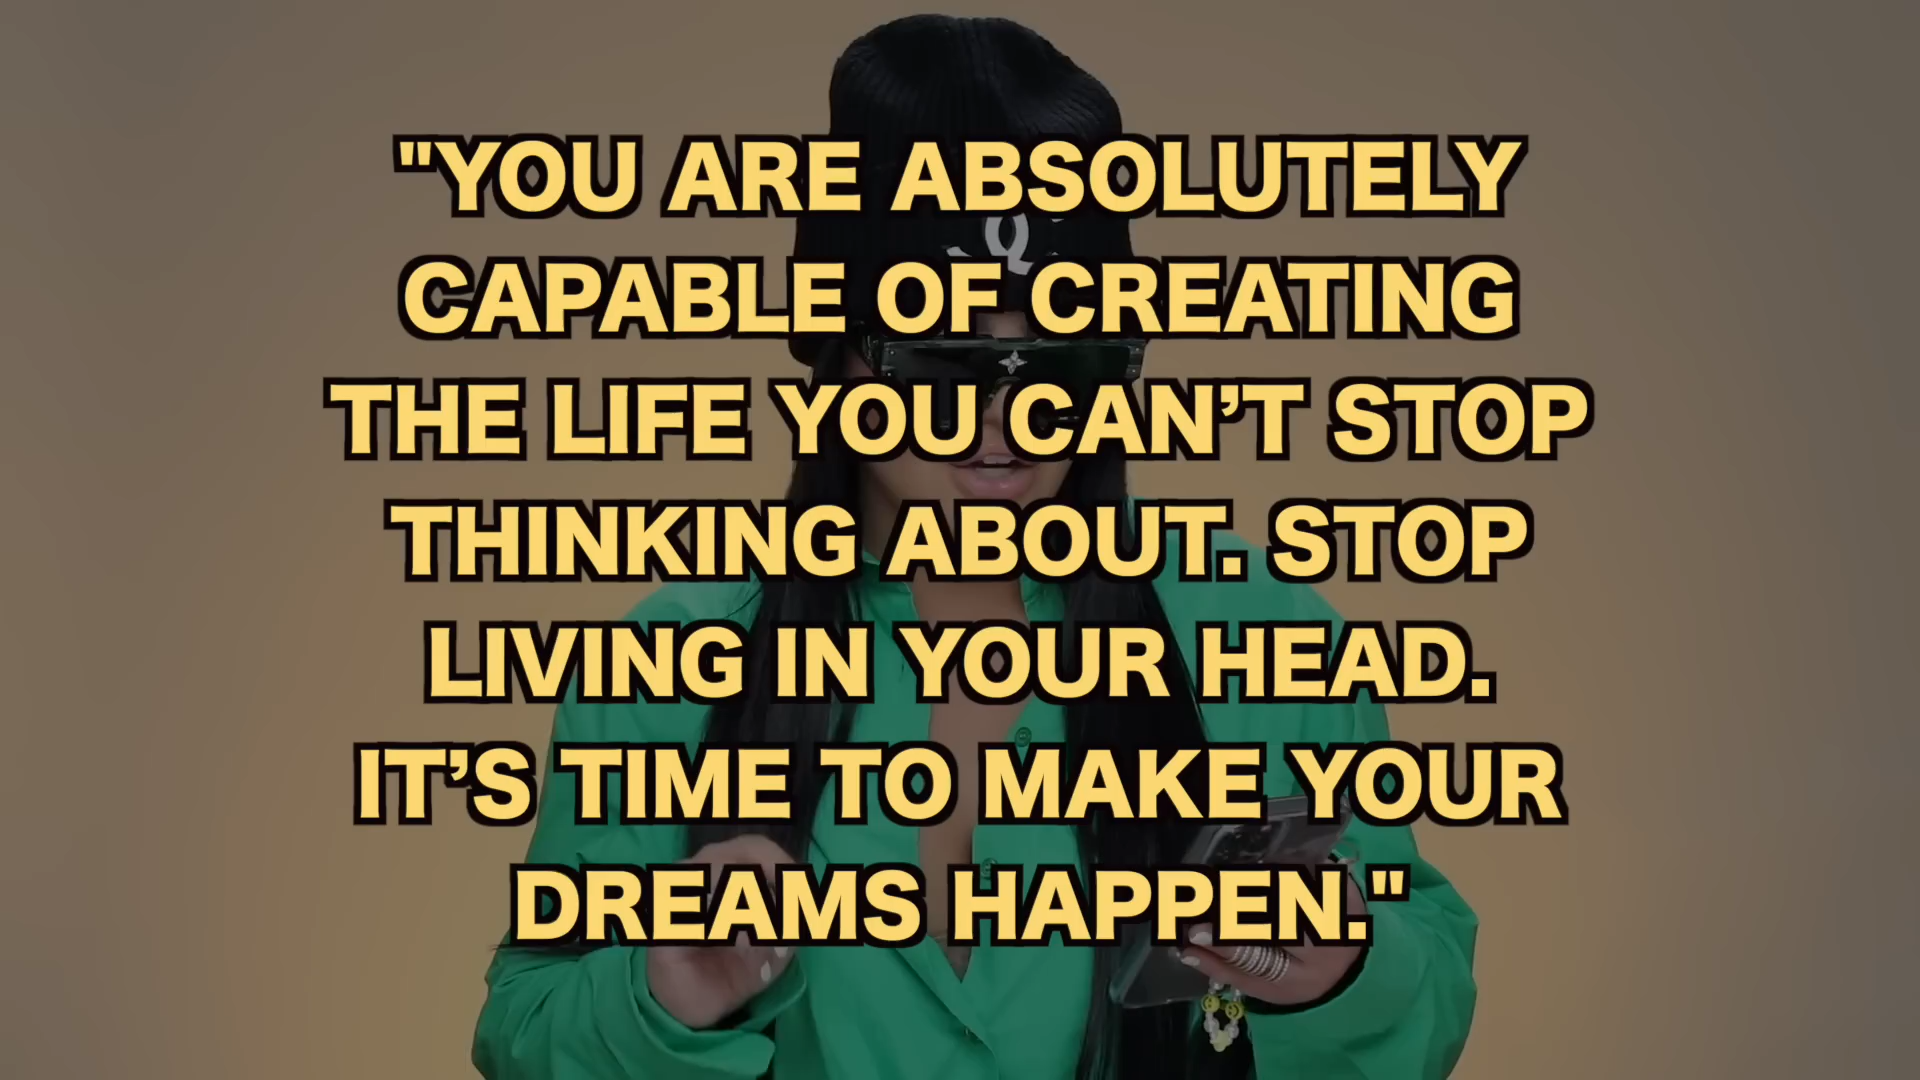 "YOU ARE ABSOLUTELY
CAPABLE OF CREATING
THE LIFE YOU CAN’T STOP
THINKING ABOUT. STOP
LIVING IN YOUR HEAD.
IT’S TIME TO MAKE YOUR
DREAMS HAPPEN."